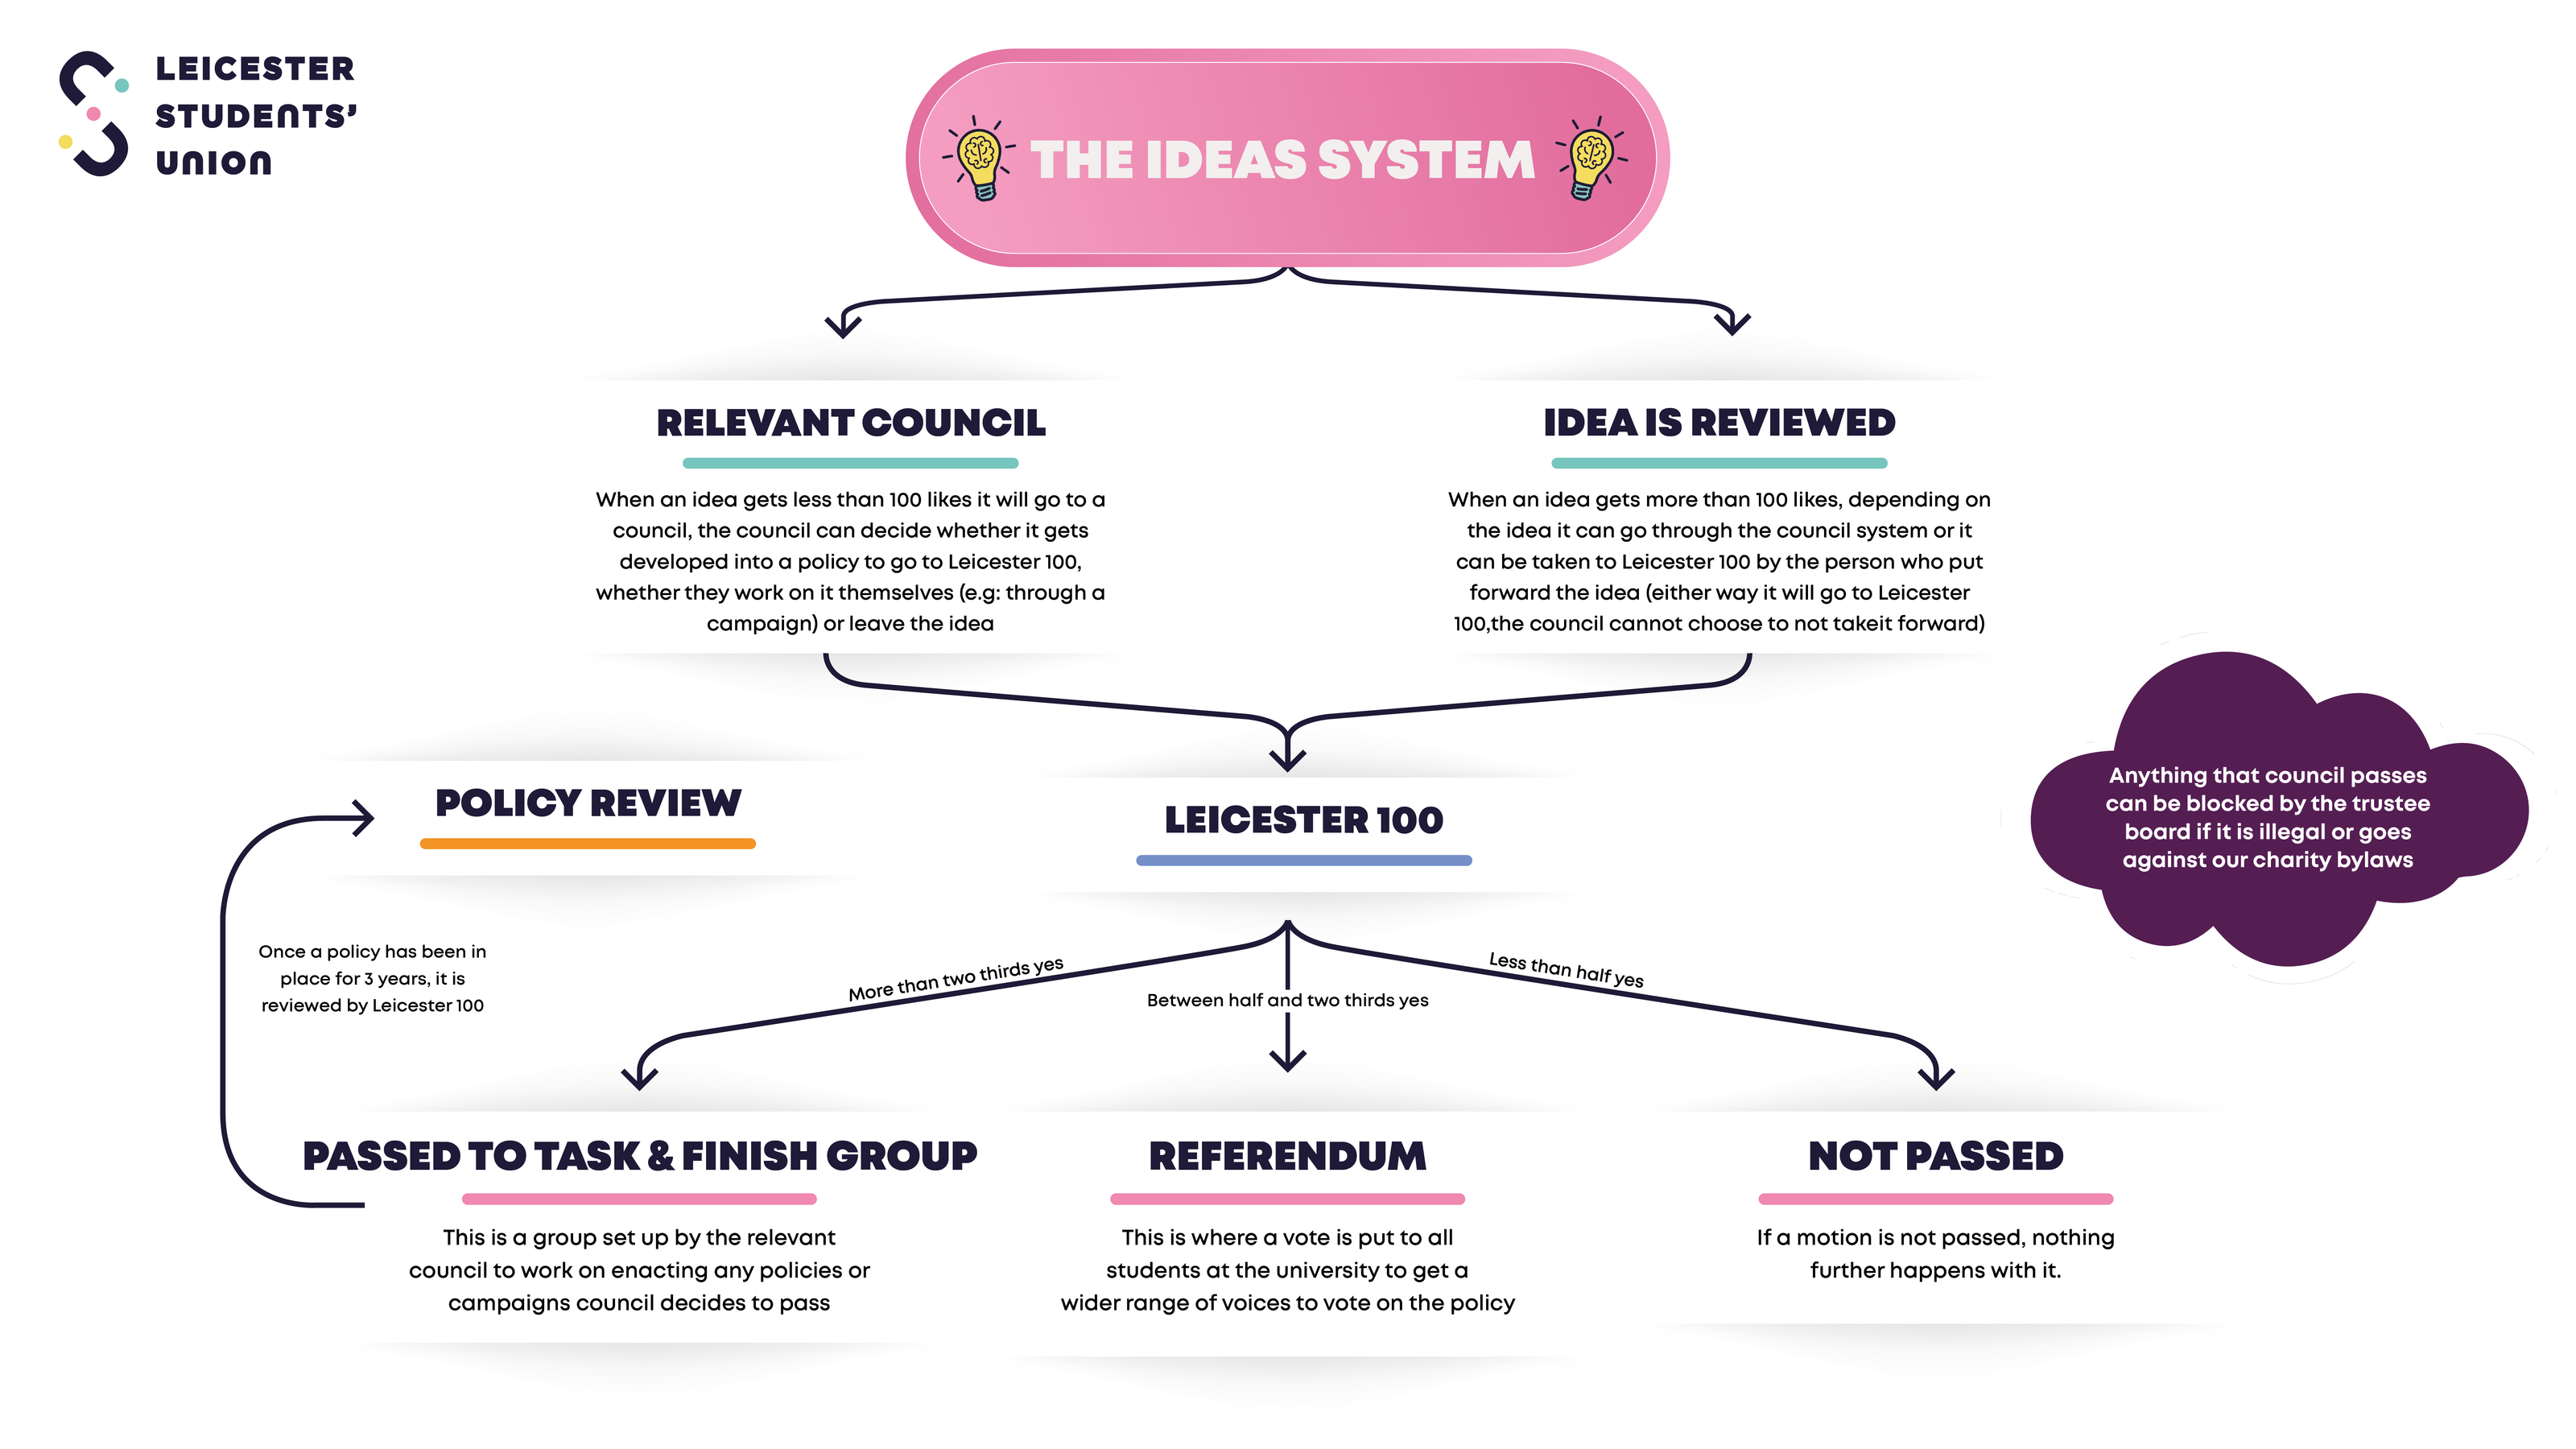 LEICESTER
STUDENTS'
UNION
THE IDEAS SYSTEM
RELEVANT COUNCIL
When an idea gets less than 100 likes it will go to a
council, the council can decide whether it gets
developed into a policy to go to Leicester 100,
whether they work on it themselves (e.g: through a
campaign) or leave the idea
IDEA IS REVIEWED
When an idea gets more than 100 likes, depending on
the idea it can go through the council system or it
can be taken to Leicester 100 by the person who put
forward the idea (either way it will go to Leicester
100,the council cannot choose to not takeit forward)
Anything that council passes
can be blocked by the trustee
board if it is illegal or goes
against our charity bylaws
POLICY REVIEW
LEICESTER 100
Once a policy has been in
place for 3 years, it is
reviewed by Leicester 100
More than two thirds yes
Between half and two thirds yes
Less than half yes
PASSED TO TASK & FINISH GROUP
This is a group set up by the relevant
council to work on enacting any policies or
campaigns council decides to pass
REFERENDUM
This is where a vote is put to all
students at the university to get a
wider range of voices to vote on the policy
NOT PASSED
If a motion is not passed, nothing
further happens with it.